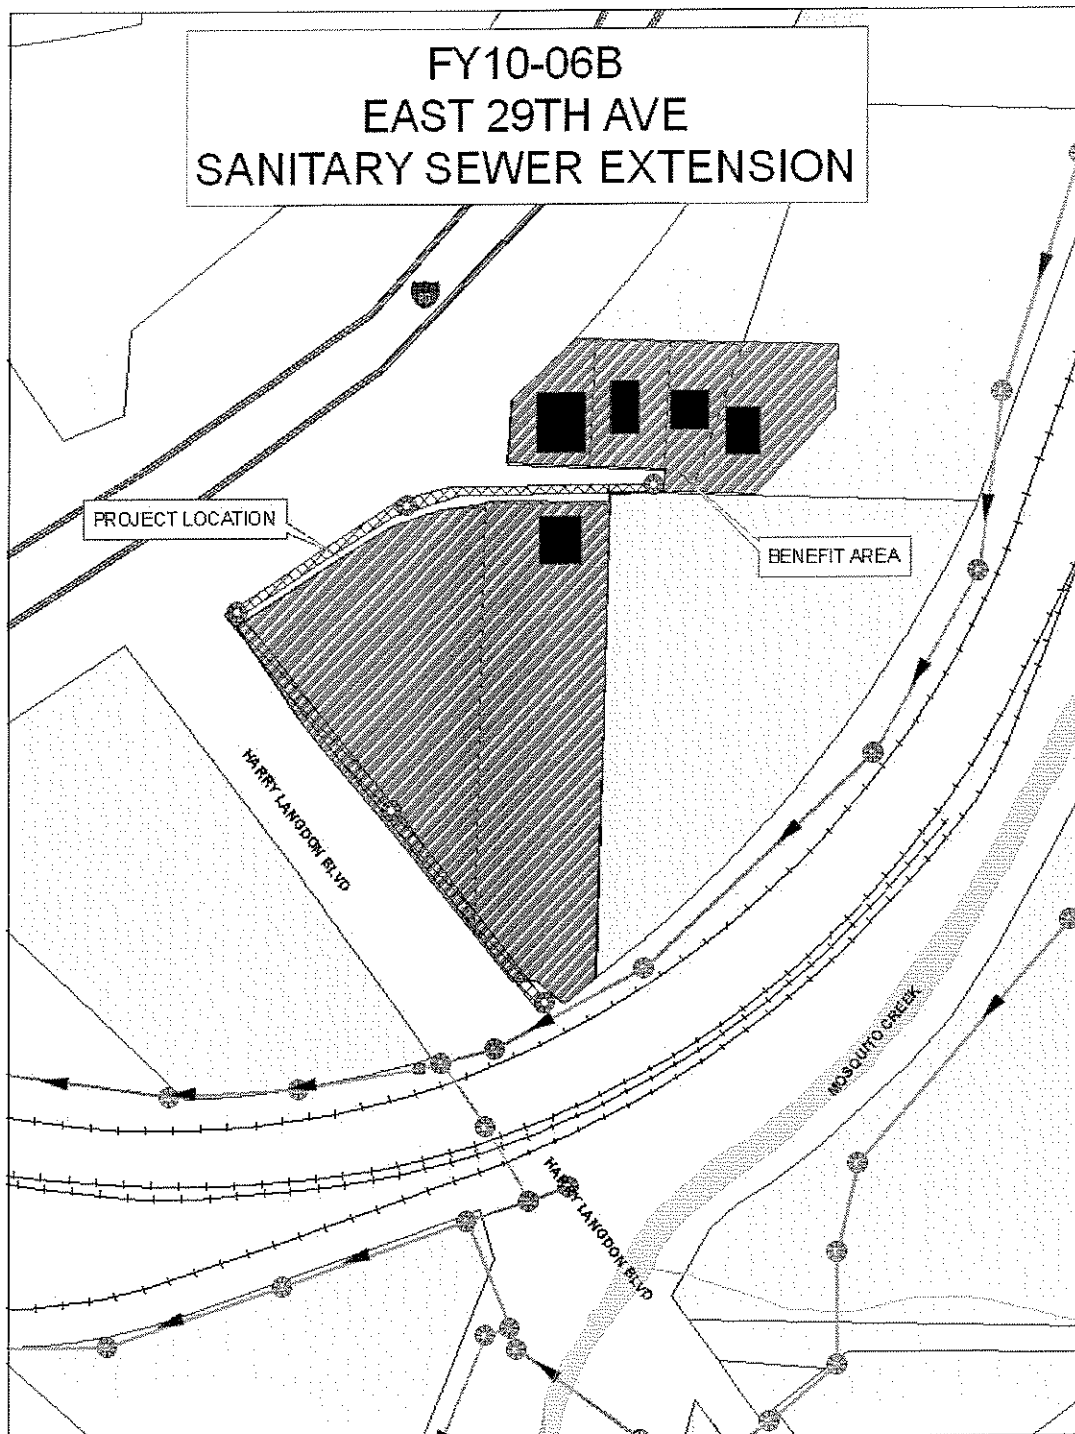 FY10-06B
EAST 29TH AVE
SANITARY SEWER EXTENSION
PROJECT LOCATION
BENEFIT AREA
HARRY LANGDON BLVD
MOSQUITO CREEK
HARRY LANGDON BLVD